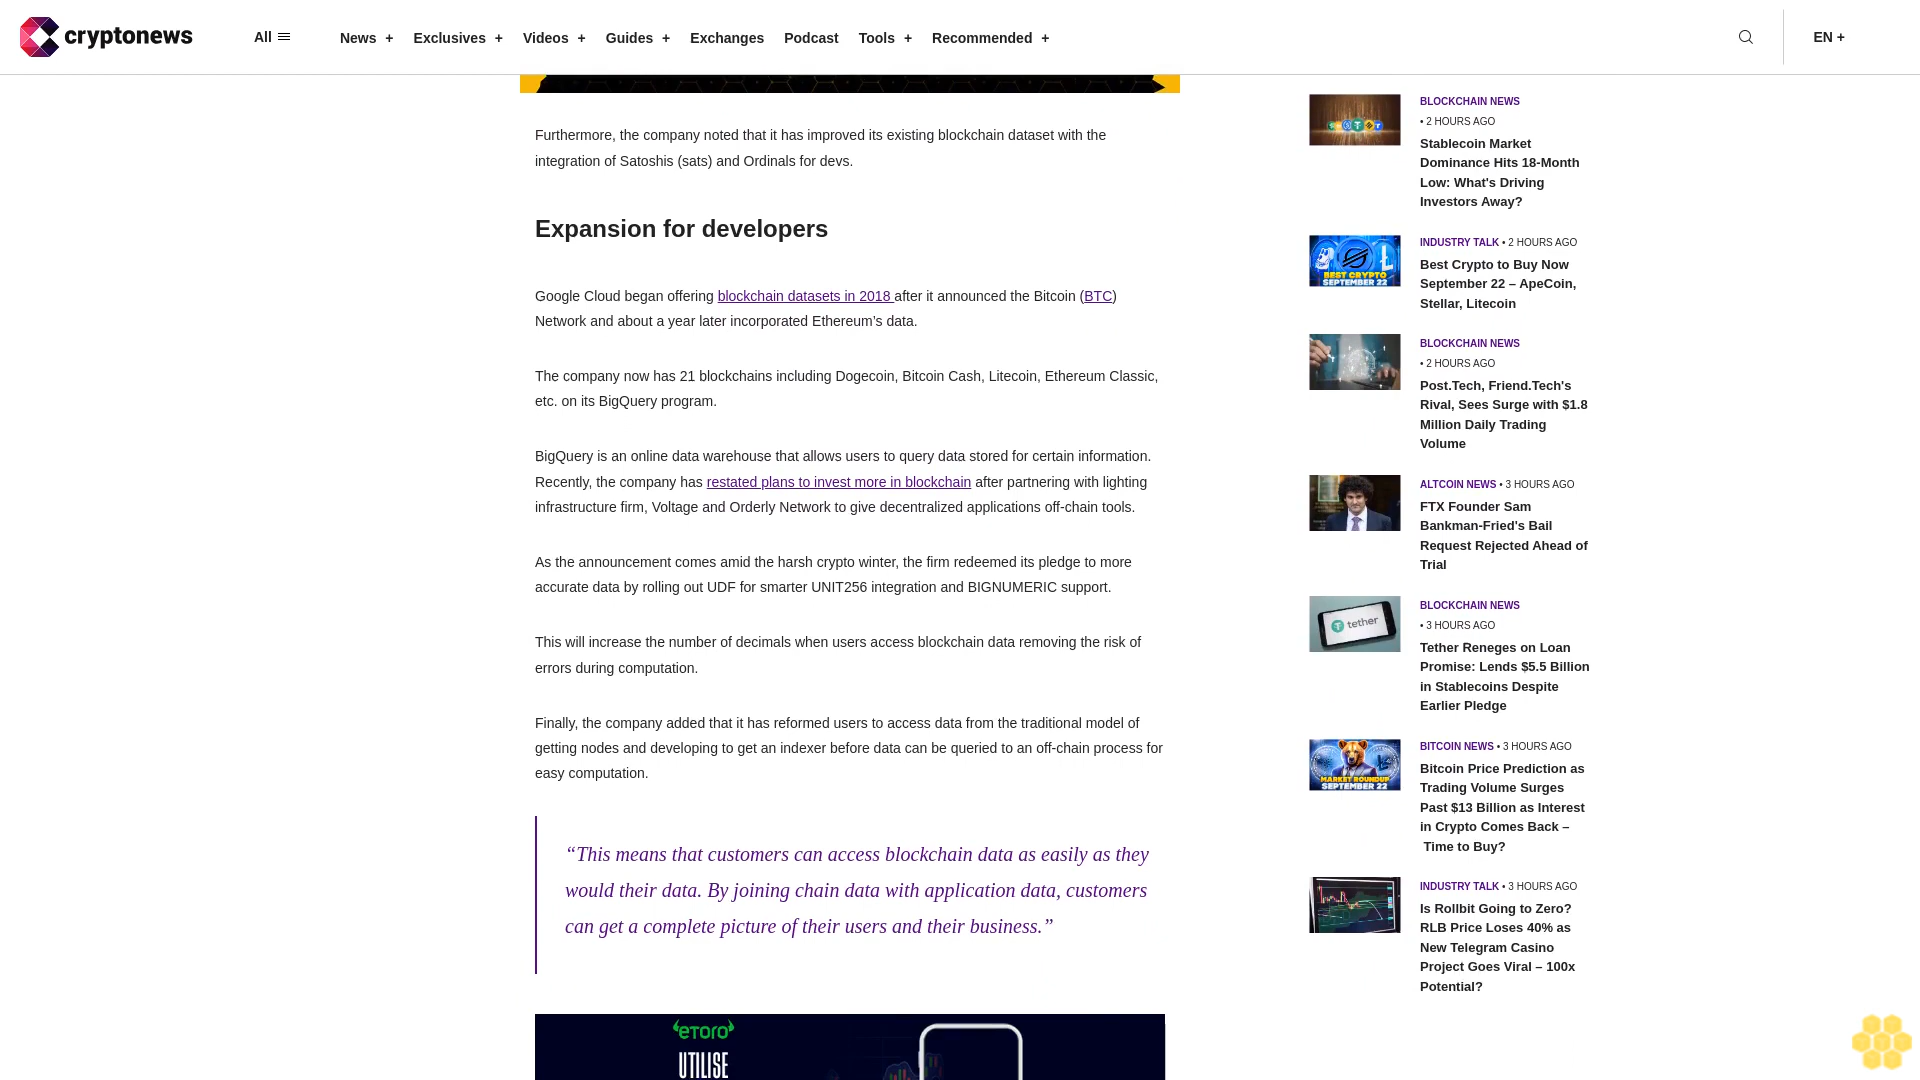 cryptonews
All
News +
Exclusives +
Videos +
Guides +
Exchanges
Podcast
Tools +
Recommended +
EN +
Furthermore, the company noted that it has improved its existing blockchain dataset with the
integration of Satoshis (sats) and Ordinals for devs.
Expansion for developers
Google Cloud began offering blockchain datasets in 2018 after it announced the Bitcoin (BTC)
Network and about a year later incorporated Ethereum’s data.
The company now has 21 blockchains including Dogecoin, Bitcoin Cash, Litecoin, Ethereum Classic,
etc. on its BigQuery program.
BigQuery is an online data warehouse that allows users to query data stored for certain information.
Recently, the company has restated plans to invest more in blockchain after partnering with lighting
infrastructure firm, Voltage and Orderly Network to give decentralized applications off-chain tools.
As the announcement comes amid the harsh crypto winter, the firm redeemed its pledge to more
accurate data by rolling out UDF for smarter UNIT256 integration and BIGNUMERIC support.
This will increase the number of decimals when users access blockchain data removing the risk of
errors during computation.
Finally, the company added that it has reformed users to access data from the traditional model of
getting nodes and developing to get an indexer before data can be queried to an off-chain process for
easy computation.
“This means that customers can access blockchain data as easily as they
would their data. By joining chain data with application data, customers
can get a complete picture of their users and their business.”
eToro
UTILISE
BLOCKCHAIN NEWS
• 2 HOURS AGO
Stablecoin Market
Dominance Hits 18-Month
Low: What's Driving
Investors Away?
BEST CRYPTO
SEPTEMBER 22
INDUSTRY TALK • 2 HOURS AGO
Best Crypto to Buy Now
September 22 – ApeCoin,
Stellar, Litecoin
BLOCKCHAIN NEWS
• 2 HOURS AGO
Post.Tech, Friend.Tech's
Rival, Sees Surge with $1.8
Million Daily Trading
Volume
ALTCOIN NEWS • 3 HOURS AGO
FTX Founder Sam
Bankman-Fried's Bail
Request Rejected Ahead of
Trial
tether
BLOCKCHAIN NEWS
• 3 HOURS AGO
Tether Reneges on Loan
Promise: Lends $5.5 Billion
in Stablecoins Despite
Earlier Pledge
MARKET ROUNDUP
SEPTEMBER 22
BITCOIN NEWS • 3 HOURS AGO
Bitcoin Price Prediction as
Trading Volume Surges
Past $13 Billion as Interest
in Crypto Comes Back –
Time to Buy?
INDUSTRY TALK • 3 HOURS AGO
Is Rollbit Going to Zero?
RLB Price Loses 40% as
New Telegram Casino
Project Goes Viral – 100x
Potential?